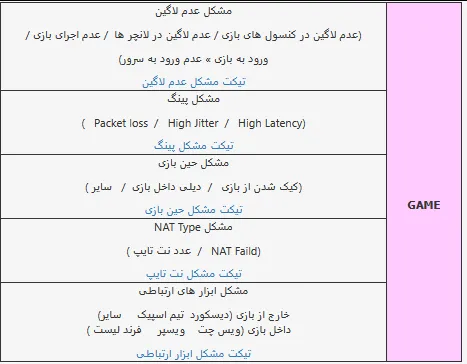 GAME
مشکل عدم لاگین
(عدم لاگین در کنسول های بازی / عدم لاگین در لانچر ها / عدم اجرای بازی /
ورود به بازی » عدم ورود به سرور)
تیکت مشکل عدم لاگین
مشکل پینگ
(Packet loss / High Jitter / High Latency )
تیکت مشکل پینگ
مشکل حین بازی
(کیک شدن از بازی / دیلی داخل بازی / سایر )
تیکت مشکل حین بازی
مشکل NAT Type
(NAT Faild / عدد نت تایپ )
تیکت مشکل نت تایپ
مشکل ابزار های ارتباطی
خارج از بازی (دیسکورد تیم اسپیک سایر)
داخل بازی (ویس چت ویسپر فرند لیست )
تیکت مشکل ابزار ارتباطی